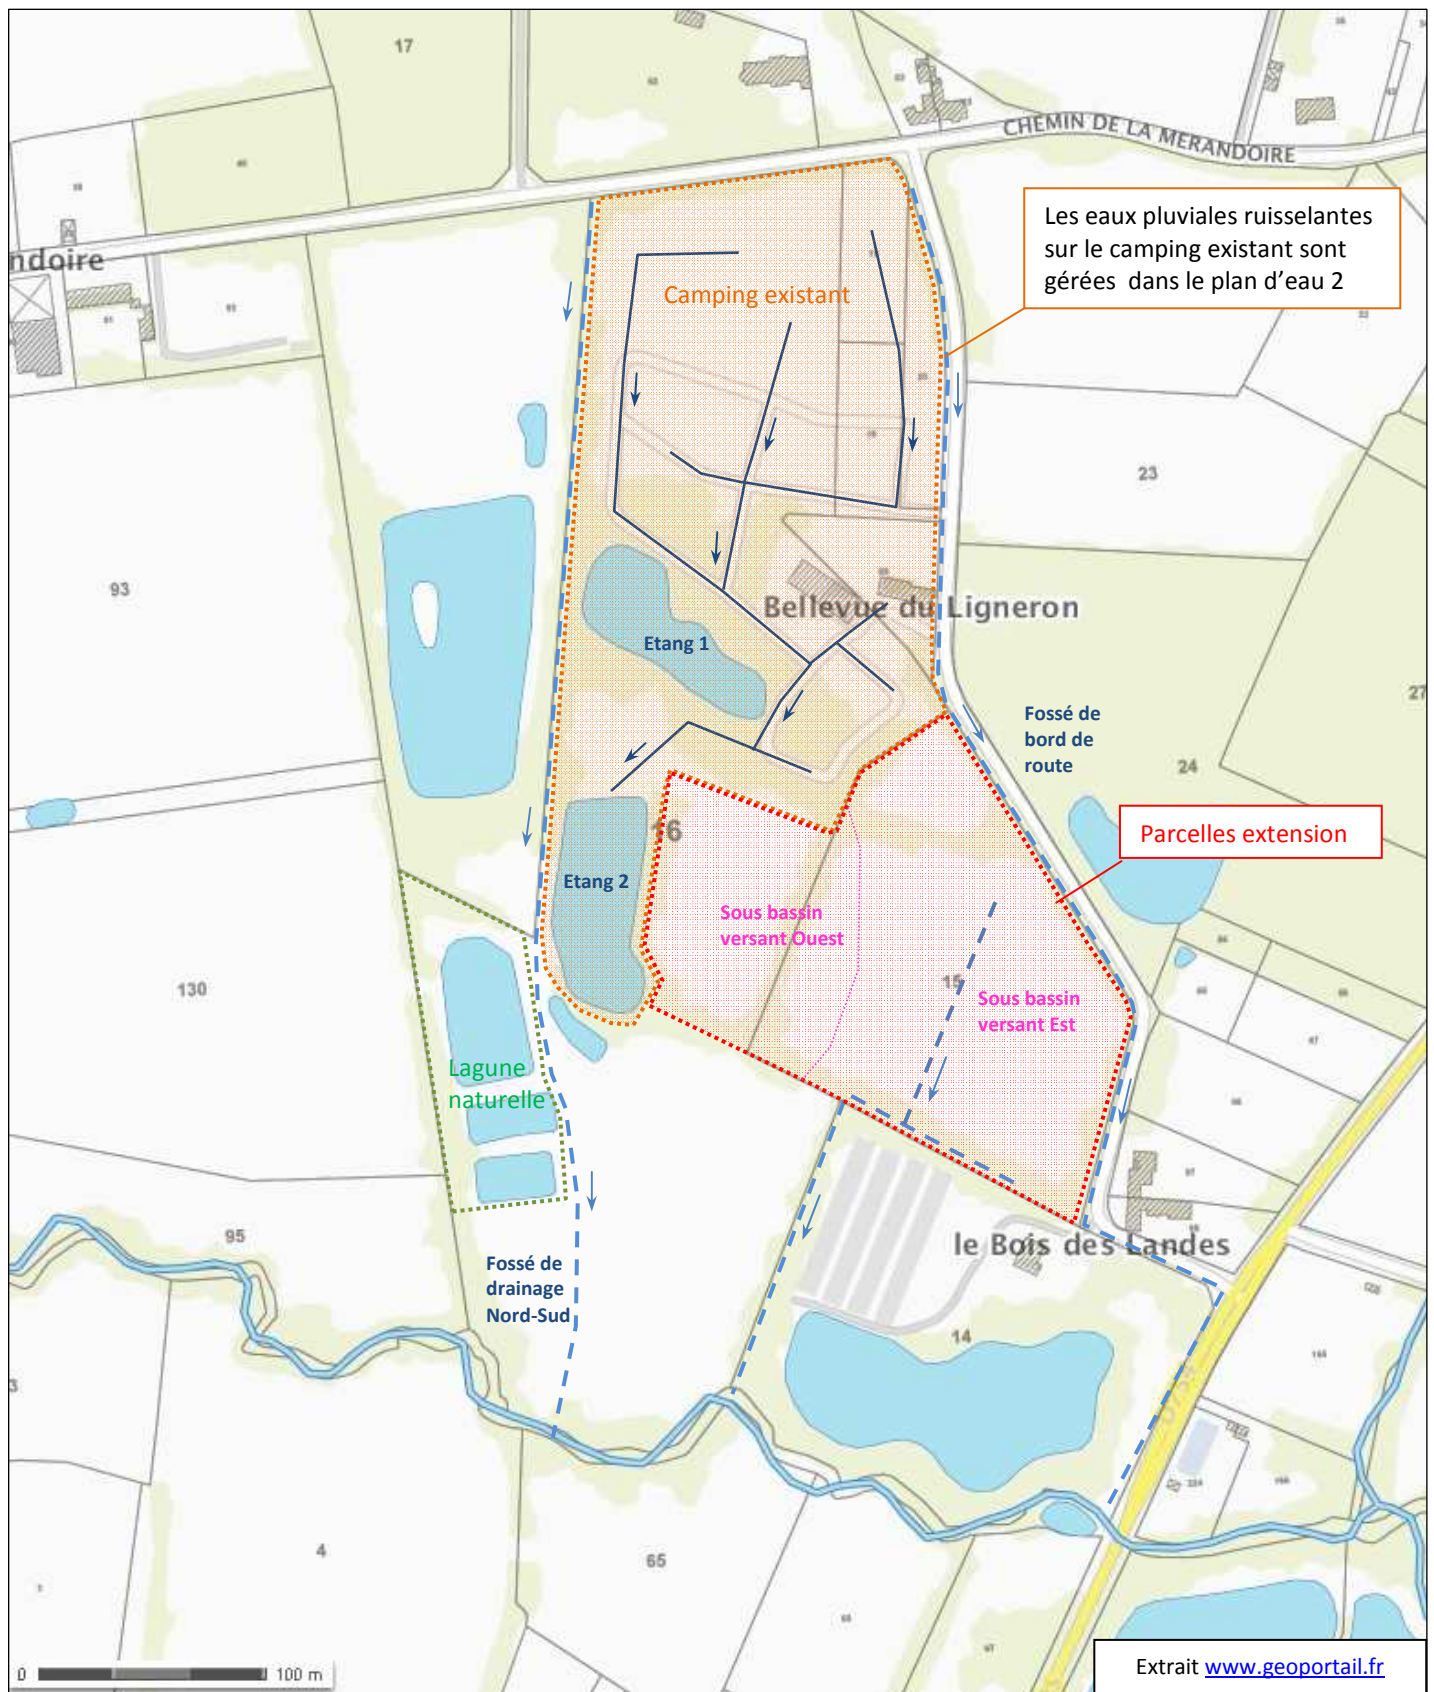 17
CHEMIN DE LA MERANDOIRE
Les eaux pluviales ruisselantes
sur le camping existant sont
gérées dans le plan d'eau 2
ndoire
Camping existant
23
93
Bellevue du Ligneron
Etang 1
27
Fossé de
bord de
route
24
16
Parcelles extension
Etang 2
Sous bassin
versant Ouest
130
15
Sous bassin
versant Est
Lagune
naturelle
95
le Bois des Landes
Fossé de
drainage
Nord-Sud
14
3
4
65
0 100 m
Extrait www.geoportail.fr